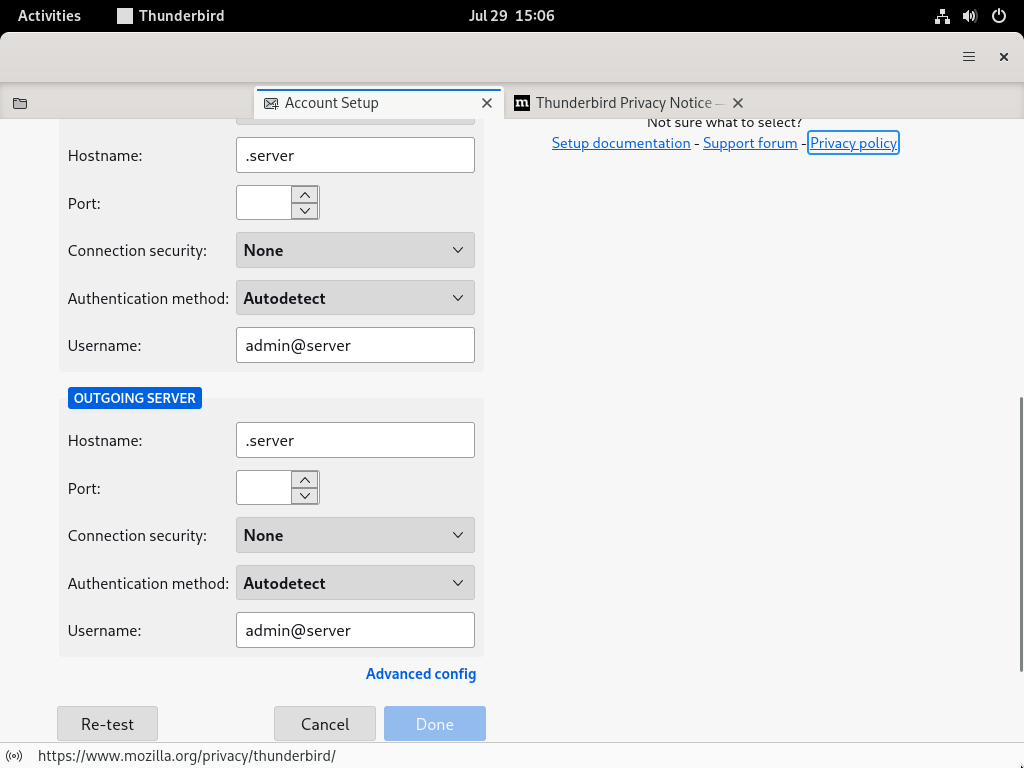 Activities Thunderbird Jul 29 15:06
Account Setup Thunderbird Privacy Notice —
Not sure what to select?
Setup documentation - Support forum - Privacy policy
Hostname: .server
Port:
Connection security: None
Authentication method: Autodetect
Username: admin@server
OUTGOING SERVER
Hostname: .server
Port:
Connection security: None
Authentication method: Autodetect
Username: admin@server
Advanced config
Re-test Cancel Done
https://www.mozilla.org/privacy/thunderbird/